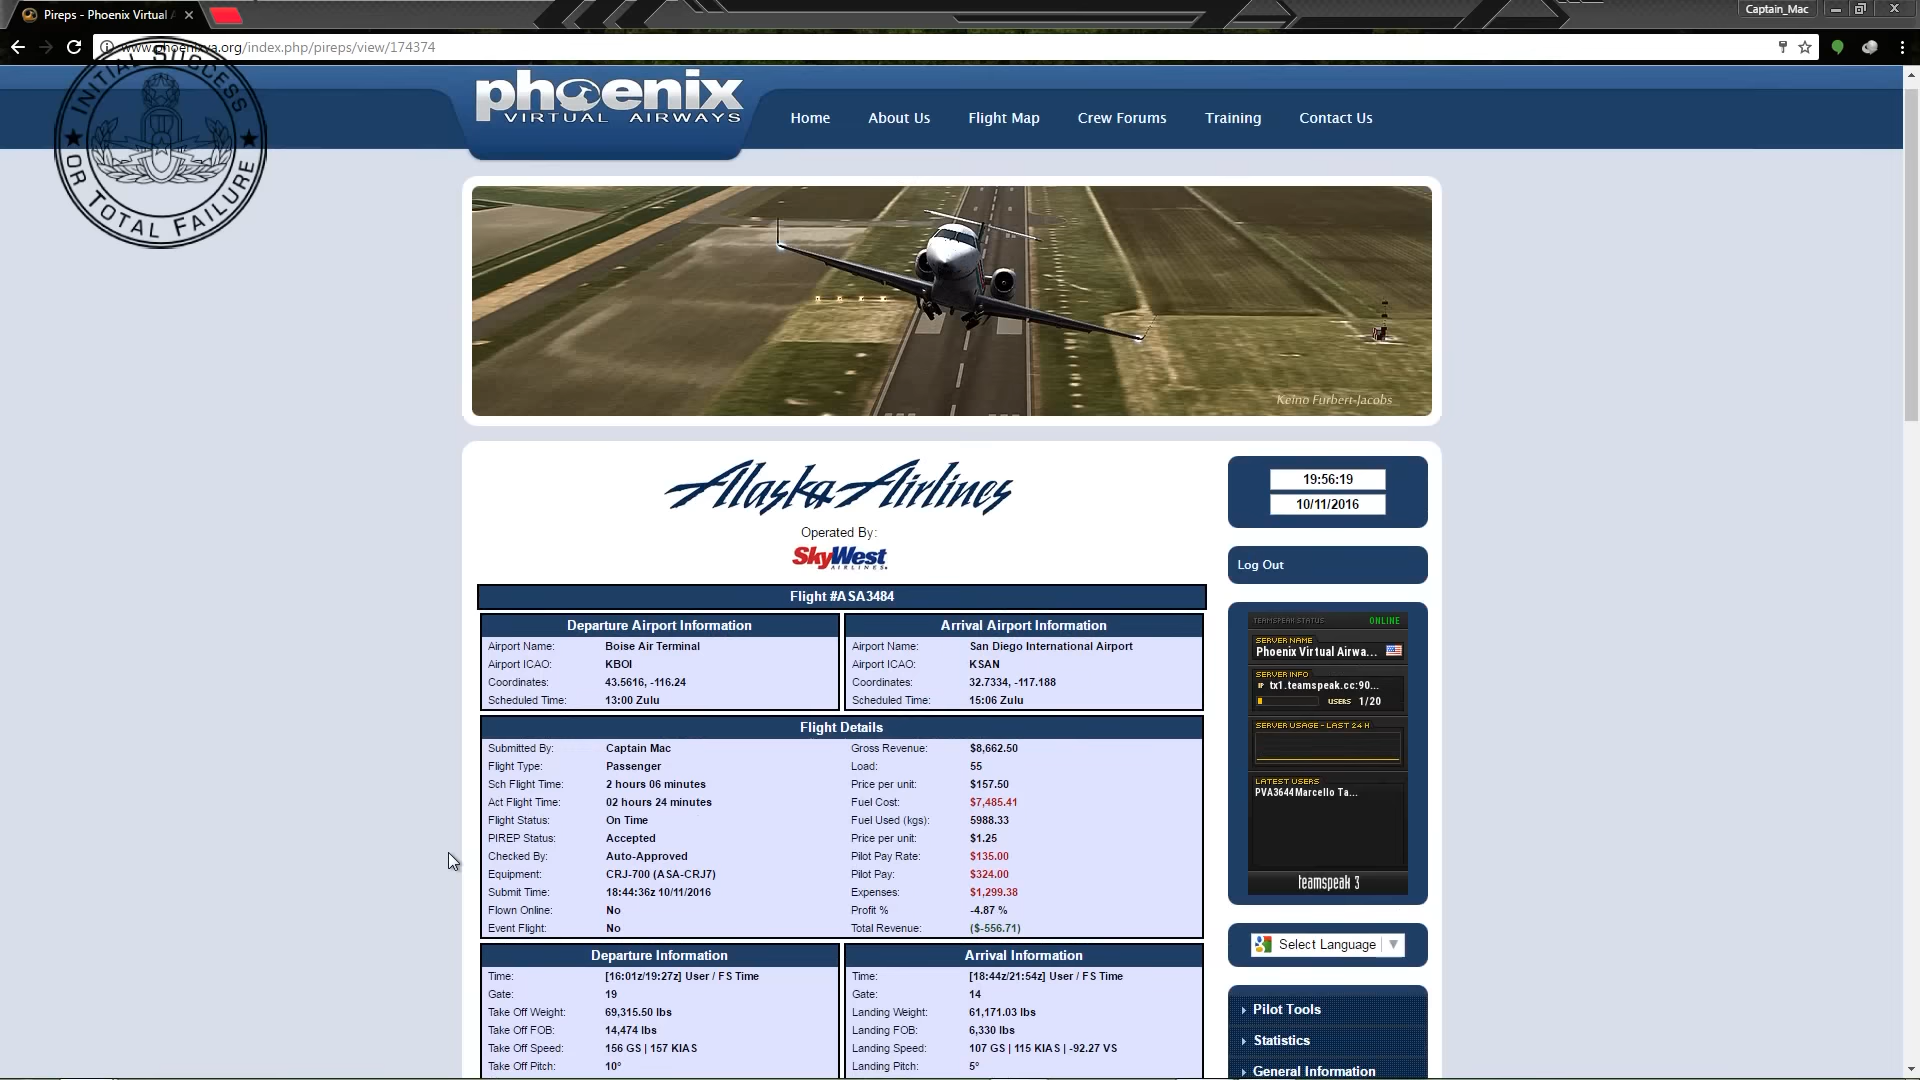 Pireps - Phoenix Virtual A
Captain_Mac
www.phoenixva.org/index.php/pireps/view/174374
INITIAL SUCCESS
OR TOTAL FAILURE
phoenix
VIRTUAL AIRWAYS
Home
About Us
Flight Map
Crew Forums
Training
Contact Us
Keino Furbert-Jacobs
Alaska Airlines
Operated By:
SkyWest
AIRLINES
Flight #ASA3484
Departure Airport Information
Airport Name: Boise Air Terminal
Airport ICAO: KBOI
Coordinates: 43.5616, -116.24
Scheduled Time: 13:00 Zulu
Arrival Airport Information
Airport Name: San Diego International Airport
Airport ICAO: KSAN
Coordinates: 32.7334, -117.188
Scheduled Time: 15:06 Zulu
Flight Details
Submitted By: Captain Mac
Flight Type: Passenger
Sch Flight Time: 2 hours 06 minutes
Act Flight Time: 02 hours 24 minutes
Flight Status: On Time
PIREP Status: Accepted
Checked By: Auto-Approved
Equipment: CRJ-700 (ASA-CRJ7)
Submit Time: 18:44:36z 10/11/2016
Flown Online: No
Event Flight: No
Gross Revenue: $8,662.50
Load: 55
Price per unit: $157.50
Fuel Cost: $7,485.41
Fuel Used (kgs): 5988.33
Price per unit: $1.25
Pilot Pay Rate: $135.00
Pilot Pay: $324.00
Expenses: $1,299.38
Profit % -4.87 %
Total Revenue: ($-556.71)
Departure Information
Time: [16:01z/19:27z] User / FS Time
Gate: 19
Take Off Weight: 69,315.50 lbs
Take Off FOB: 14,474 lbs
Take Off Speed: 156 GS | 157 KIAS
Take Off Pitch: 10°
Arrival Information
Time: [18:44z/21:54z] User / FS Time
Gate: 14
Landing Weight: 61,171.03 lbs
Landing FOB: 6,330 lbs
Landing Speed: 107 GS | 115 KIAS | -92.27 VS
Landing Pitch: 5°
19:56:19
10/11/2016
Log Out
TEAMSPEAK STATUS ONLINE
SERVER NAME
Phoenix Virtual Airwa...
SERVER INFO
IP tx1.teamspeak.cc:90...
USERS 1/20
SERVER USAGE - LAST 24 H
LATEST USERS
PVA3644 Marcello Ta...
teamspeak 3
Select Language ▼
Pilot Tools
Statistics
General Information